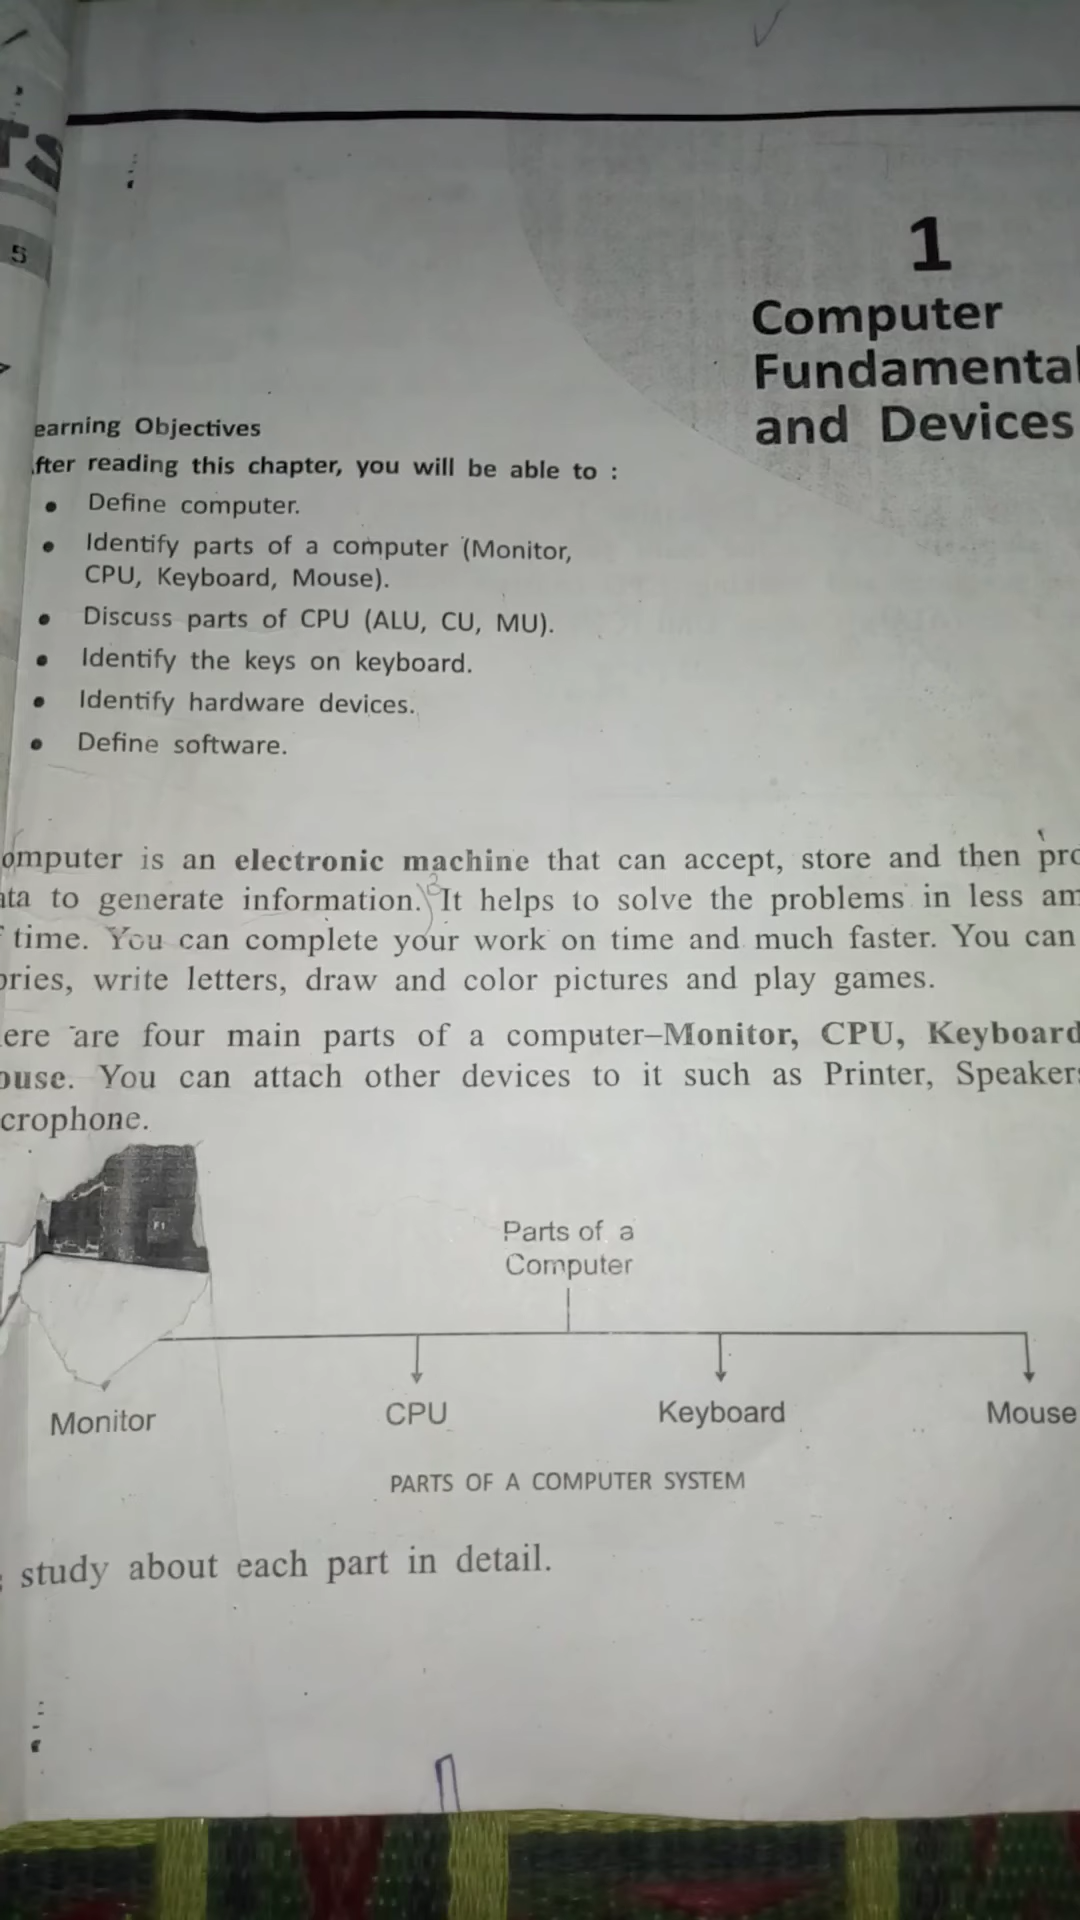 TS
5
1
Computer
Fundamental
and Devices
earning Objectives
fter reading this chapter, you will be able to :
• Define computer.
• Identify parts of a computer (Monitor,
CPU, Keyboard, Mouse).
• Discuss parts of CPU (ALU, CU, MU).
• Identify the keys on keyboard.
• Identify hardware devices.
• Define software.
omputer is an electronic machine that can accept, store and then pro
ata to generate information. It helps to solve the problems in less am
time. You can complete your work on time and much faster. You can
ories, write letters, draw and color pictures and play games.
ere are four main parts of a computer–Monitor, CPU, Keyboard
ouse. You can attach other devices to it such as Printer, Speakers
crophone.
F1
Parts of a
Computer
Monitor CPU Keyboard Mouse
PARTS OF A COMPUTER SYSTEM
study about each part in detail.